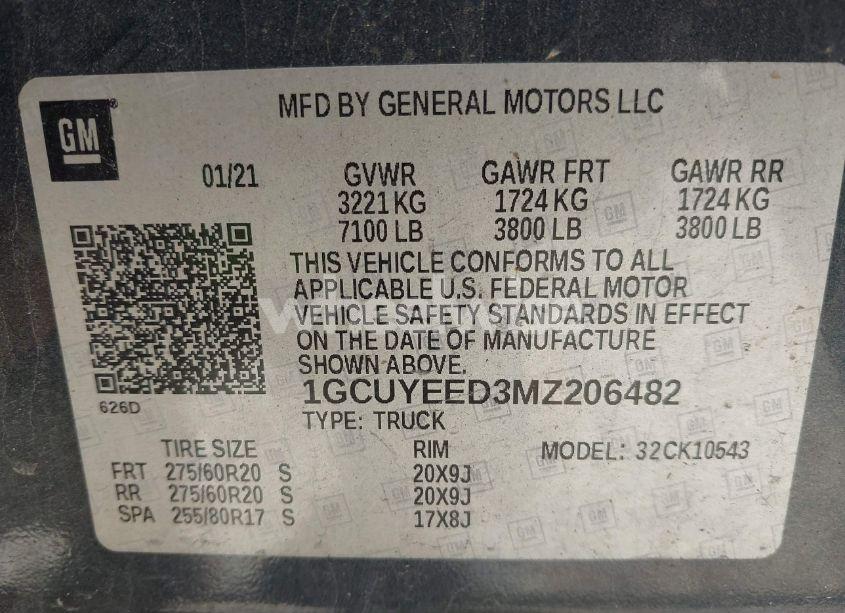 GM
MFD BY GENERAL MOTORS LLC
01/21 GVWR GAWR FRT GAWR RR
3221 KG 1724 KG 1724 KG
7100 LB 3800 LB 3800 LB
THIS VEHICLE CONFORMS TO ALL
APPLICABLE U.S. FEDERAL MOTOR
VEHICLE SAFETY STANDARDS IN EFFECT
ON THE DATE OF MANUFACTURE
SHOWN ABOVE.
1GCUYEED3MZ206482
626D
TYPE: TRUCK
TIRE SIZE RIM MODEL: 32CK10543
FRT 275/60R20 S 20X9J
RR 275/60R20 S 20X9J
SPA 255/80R17 S 17X8J